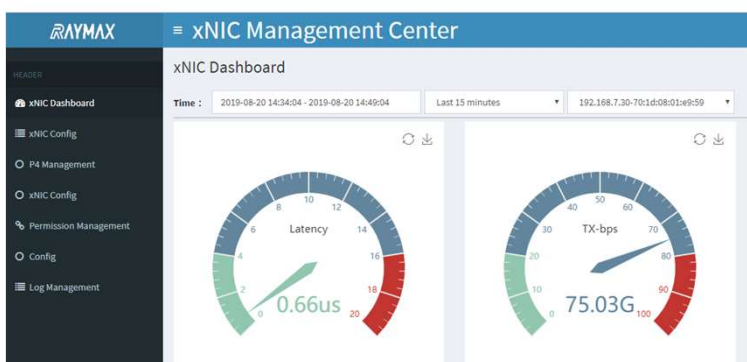 RAYMAX
≡ xNIC Management Center
HEADER
xNIC Dashboard
xNIC Config
P4 Management
xNIC Config
Permission Management
Config
Log Management
xNIC Dashboard
Time : 2019-08-20 14:34:04 - 2019-08-20 14:49:04 Last 15 minutes 192.168.7.30-70:1d:08:01:e9:59
Latency
0 2 4 6 8 10 12 14 16 18 20
0.66us
TX-bps
0 10 20 30 40 50 60 70 80 90 100
75.03G